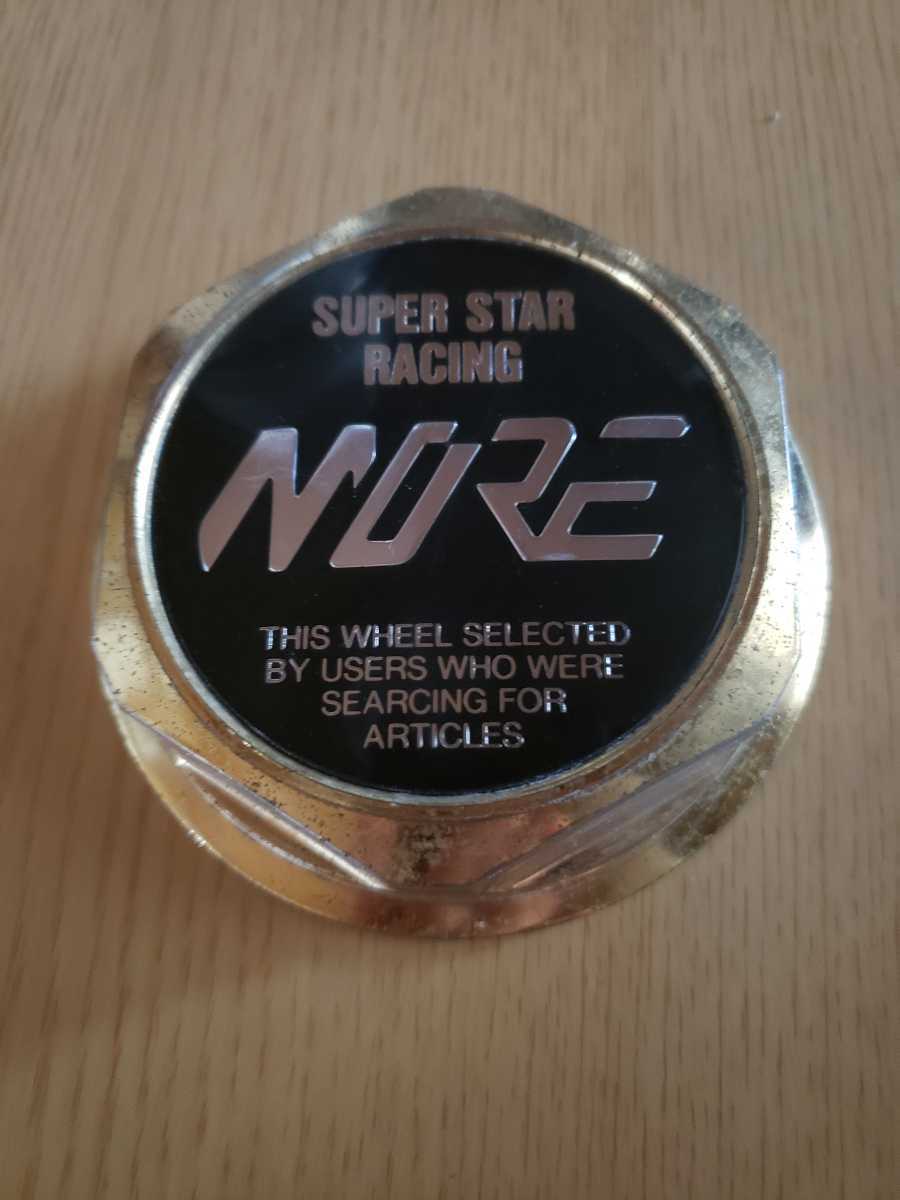 SUPER STAR
RACING
MORE
THIS WHEEL SELECTED
BY USERS WHO WERE
SEARCING FOR
ARTICLES